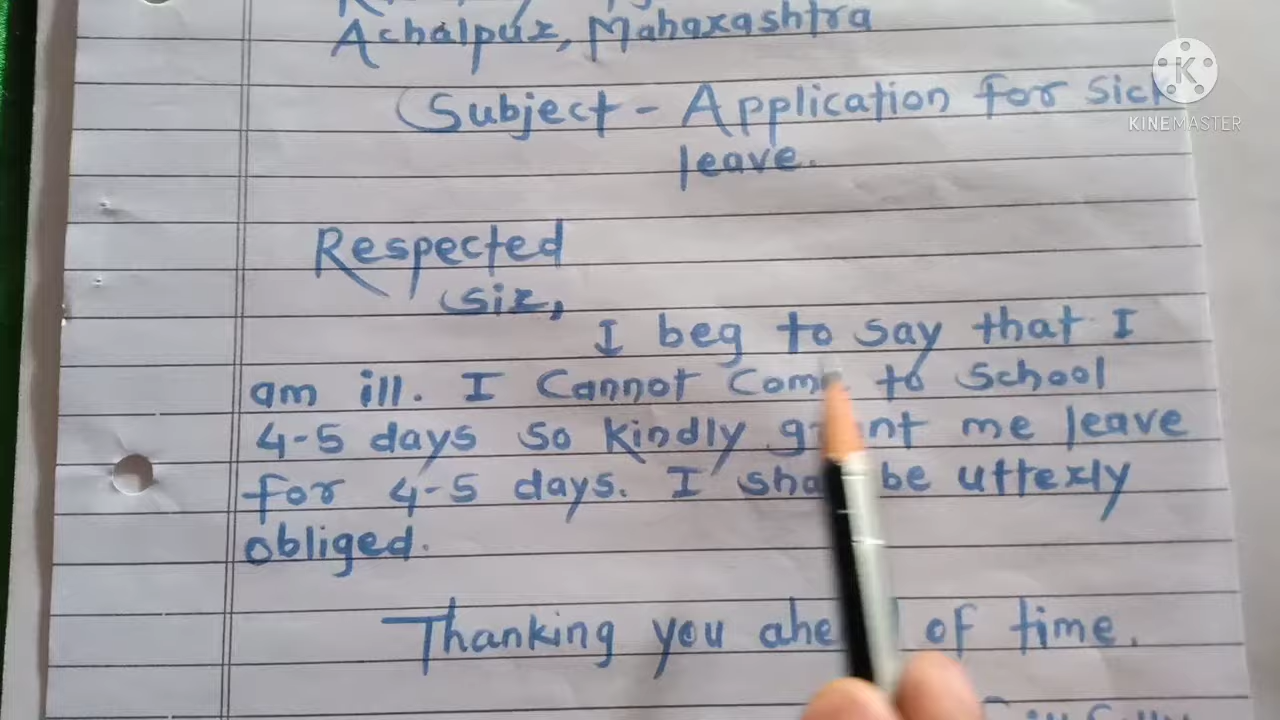 Achalpur, Maharashtra
Subject - Application for sick
leave.
Respected
sir,
I beg to say that I
am ill. I Cannot Come to School
4-5 days so kindly grant me leave
for 4-5 days. I shall be utterly
obliged.
Thanking you ahead of time.
KINEMASTER